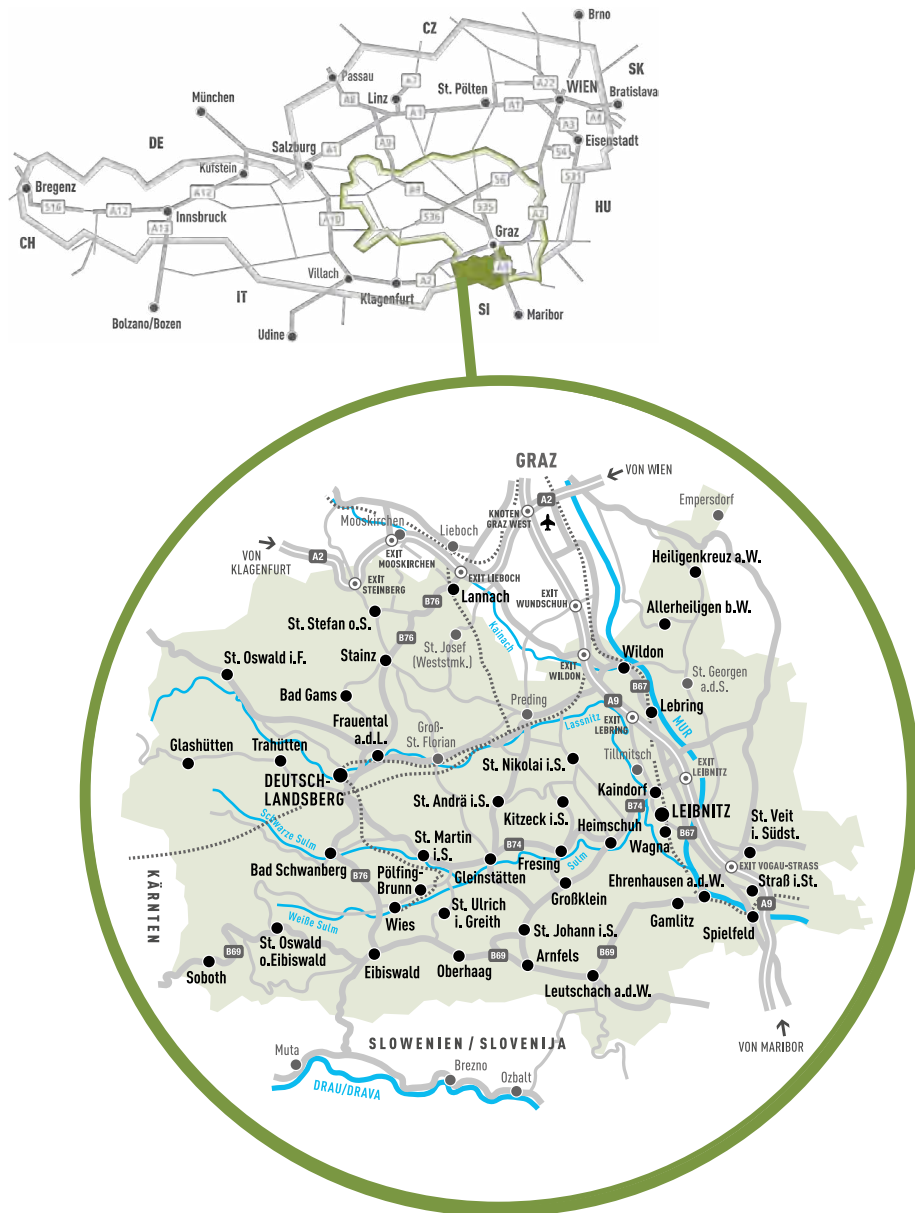 Brno
CZ
SK
Passau
A7
A8
Linz
St. Pölten
A22
WIEN
Bratislava
München
A1
A1
A4
A3
Eisenstadt
DE
Salzburg
A1
A9
S4
Kufstein
S6
S31
Bregenz
A12
A9
S16
A12
Innsbruck
A10
S36
S35
A2
HU
A13
Graz
CH
Villach
A2
A9
IT
Klagenfurt
SI
Bolzano/Bozen
Maribor
Udine
GRAZ
VON WIEN
A2
KNOTEN
GRAZ WEST
Empersdorf
Mooskirchen
Lieboch
VON
KLAGENFURT
A2
EXIT
MOOSKIRCHEN
Heiligenkreuz a.W.
EXIT
STEINBERG
EXIT LIEBOCH
Lannach
EXIT
WUNDSCHUH
Allerheiligen b.W.
B76
St. Stefan o.S.
B76
Kainach
St. Josef
(Weststmk.)
Stainz
St. Oswald i.F.
EXIT
WILDON
Wildon
St. Georgen
a.d.S.
B67
Bad Gams
Preding
A9
Lebring
Frauental
a.d.L.
Groß-
St. Florian
Lassnitz
EXIT
LEBRING
MUR
Glashütten
Trahütten
St. Nikolai i.S.
Tillmitsch
EXIT
LEIBNITZ
DEUTSCH-
LANDSBERG
Kaindorf
St. Andrä i.S.
Kitzeck i.S.
B74
LEIBNITZ
Schwarze Sulm
St. Martin
i.S.
B74
Heimschuh
Wagna
B67
St. Veit
i. Südst.
Bad Schwanberg
Gleinstätten
Fresing
Sulm
EXIT VOGAU-STRASS
B76
Pölfing-
Brunn
Ehrenhausen a.d.W.
Straß i.St.
Großklein
A9
KÄRNTEN
Weiße Sulm
Wies
St. Ulrich
i. Greith
Gamlitz
Spielfeld
St. Oswald
o.Eibiswald
St. Johann i.S.
B69
Soboth
Eibiswald
Oberhaag
B69
Arnfels
B69
Leutschach a.d.W.
SLOWENIEN / SLOVENIJA
VON MARIBOR
Muta
Brezno
Ozbalt
DRAU/DRAVA